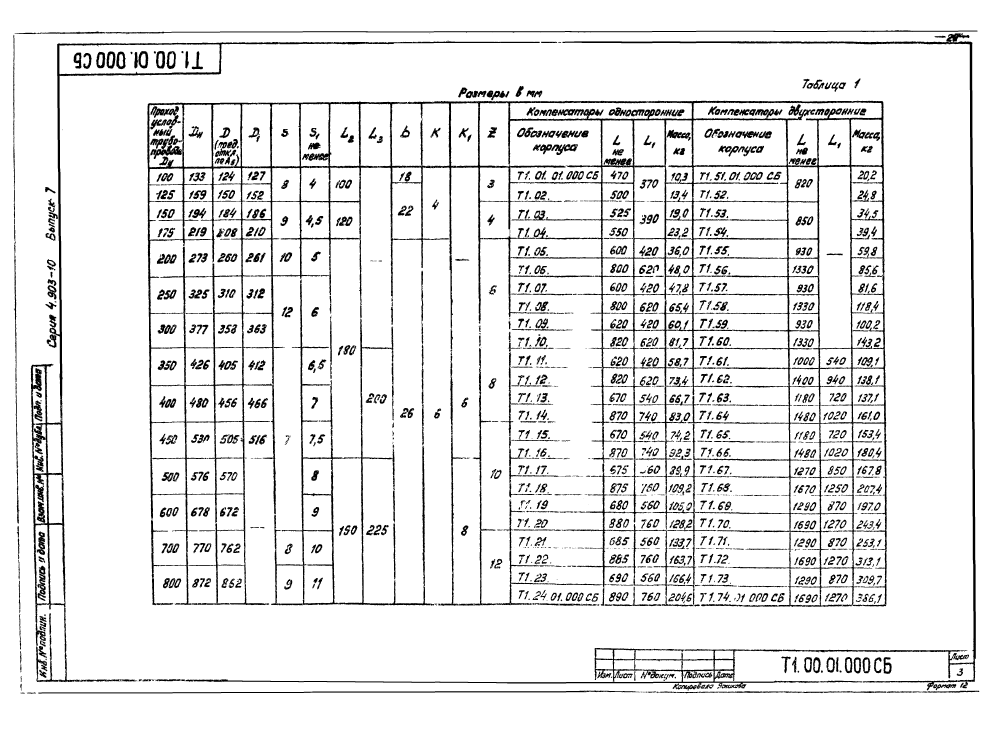 Т1.00.01.000 СБ
Размеры в мм
Таблица 1
Проход условный трубопровода Dу | Dн | D (пред. откл. по А5) | D1 | S | S1 не менее | L2 | L3 | b | K | K1 | Z | Компенсаторы односторонние | Компенсаторы двухсторонние
Обозначение корпуса | L не менее | L1 | Масса, кг | Обозначение корпуса | L не менее | L1 | Масса, кг
100 | 133 | 124 | 127 | 8 | 4 | 100 | — | 18 | 4 | — | 3 | Т1.01.01.000 СБ | 470 | 370 | 10,3 | Т1.51.01.000 СБ | 820 | — | 20,2
125 | 159 | 150 | 152 | 22 | Т1.02. | 500 | 13,4 | Т1.52. | 24,8
150 | 194 | 184 | 186 | 9 | 4,5 | 120 | 4 | Т1.03. | 525 | 390 | 19,0 | Т1.53. | 850 | 34,5
175 | 219 | 208 | 210 | Т1.04. | 550 | 23,2 | Т1.54. | 39,4
200 | 273 | 260 | 261 | 10 | 5 | 180 | 26 | 6 | 6 | Т1.05. | 600 | 420 | 36,0 | Т1.55. | 930 | 59,8
Т1.06. | 800 | 620 | 48,0 | Т1.56. | 1330 | 85,6
250 | 325 | 310 | 312 | 12 | 6 | Т1.07. | 600 | 420 | 47,8 | Т1.57. | 930 | 81,6
Т1.08. | 800 | 620 | 65,4 | Т1.58. | 1330 | 118,4
300 | 377 | 358 | 363 | Т1.09. | 620 | 420 | 60,1 | Т1.59. | 930 | 100,2
Т1.10. | 820 | 620 | 81,7 | Т1.60. | 1330 | 143,2
350 | 426 | 405 | 412 | 7 | 6,5 | 200 | 6 | 8 | Т1.11. | 620 | 420 | 58,7 | Т1.61. | 1000 | 540 | 109,1
Т1.12. | 820 | 620 | 73,4 | Т1.62. | 1400 | 940 | 138,1
400 | 480 | 456 | 466 | 7 | Т1.13. | 670 | 540 | 66,7 | Т1.63. | 1180 | 720 | 137,1
Т1.14. | 870 | 740 | 83,0 | Т1.64 | 1480 | 1020 | 161,0
450 | 530 | 505 | 516 | 7,5 | 10 | Т1.15. | 670 | 540 | 74,2 | Т1.65. | 1180 | 720 | 153,4
Т1.16. | 870 | 740 | 92,3 | Т1.66. | 1480 | 1020 | 180,4
500 | 576 | 570 | — | 8 | 190 | 225 | 8 | Т1.17. | 675 | 560 | 89,9 | Т1.67. | 1270 | 850 | 167,8
Т1.18. | 875 | 760 | 109,2 | Т1.68. | 1670 | 1250 | 207,4
600 | 678 | 672 | 9 | Т1.19 | 680 | 560 | 105,0 | Т1.69. | 1290 | 870 | 197,0
Т1.20 | 880 | 760 | 128,2 | Т1.70. | 1690 | 1270 | 243,4
700 | 770 | 762 | 8 | 10 | 12 | Т1.21 | 685 | 560 | 133,7 | Т1.71. | 1290 | 870 | 253,1
Т1.22. | 885 | 760 | 163,7 | Т1.72. | 1690 | 1270 | 313,1
800 | 872 | 862 | 9 | 11 | Т1.23. | 690 | 560 | 166,4 | Т1.73. | 1290 | 870 | 309,7
Т1.24.01.000 СБ | 890 | 760 | 204,6 | Т1.74.01.000 СБ | 1690 | 1270 | 386,1
Серия 4.903-10 Выпуск 7
Инв. № подлин. | Подпись и дата | Взам. инв. № | Инв. № дубл. | Подп. и дата
Изм. | Лист | № докум. | Подпись | Дата
Т1.00.01.000 СБ
Лист
3
Копировала
Формат 12